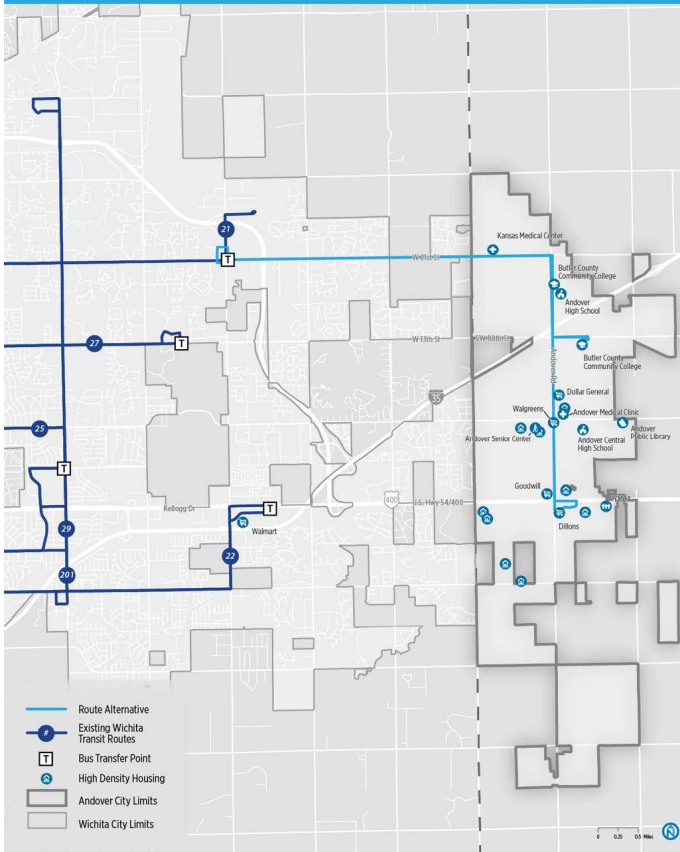 21
T
Kansas Medical Center
W 21st St
Butler County
Community College
Andover
High School
27
T
W 13th St
SW 10th St
Butler County
Community College
Andover Rd
35
Dollar General
Walgreens
Andover Medical Clinic
25
Andover Senior Center
Andover Central
High School
Andover
Public Library
T
Goodwill
400
U.S. Hwy 54/400
Kellogg Dr
T
YMCA
Dillons
Walmart
29
22
201
Route Alternative
#
Existing Wichita
Transit Routes
T
Bus Transfer Point
High Density Housing
Andover City Limits
Wichita City Limits
0 0.25 0.5 Miles
N